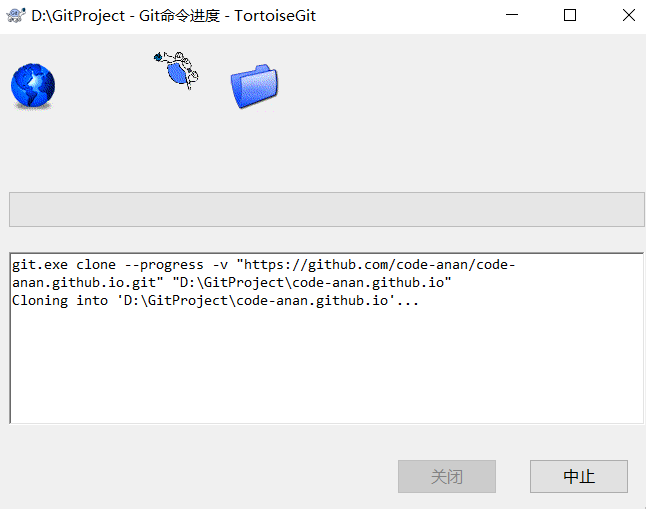 D:\GitProject - Git命令进度 - TortoiseGit
git.exe clone --progress -v "https://github.com/code-anan/code-
anan.github.io.git" "D:\GitProject\code-anan.github.io"
Cloning into 'D:\GitProject\code-anan.github.io'...
关闭 中止